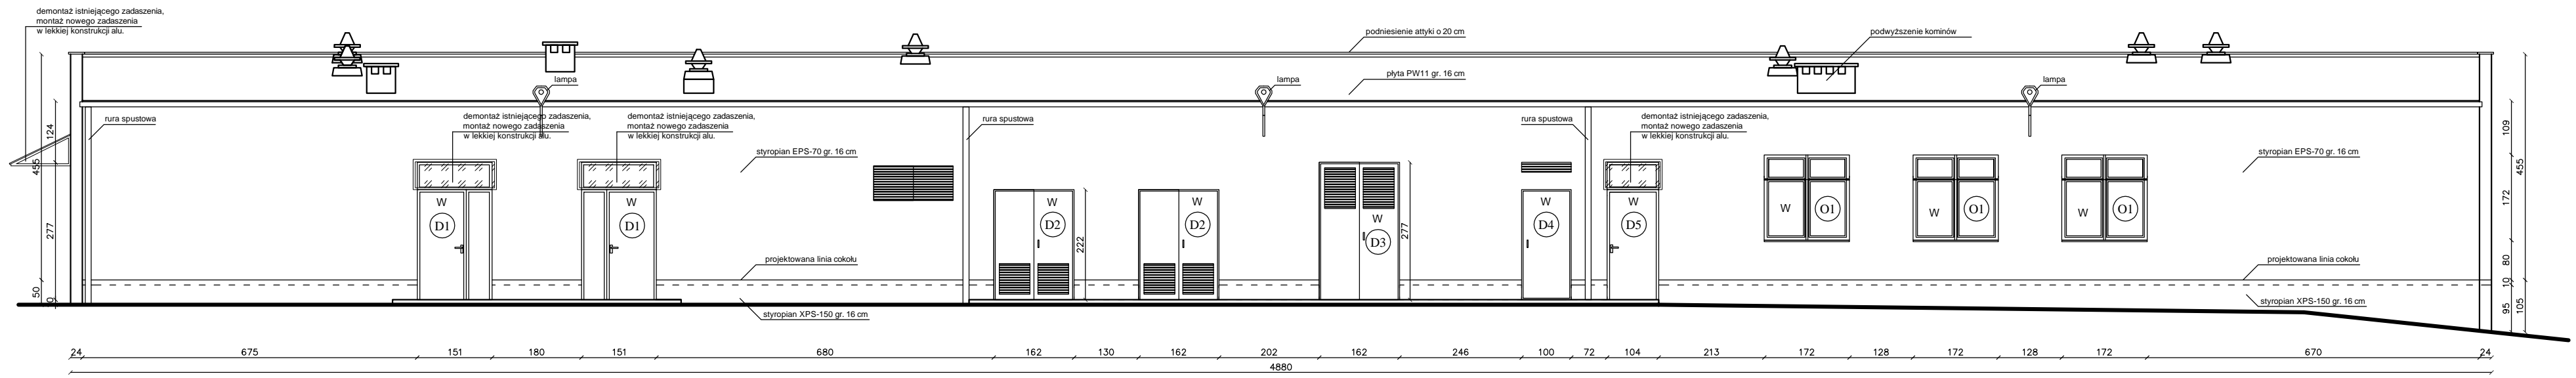 demontaż istniejącego zadaszenia,
montaż nowego zadaszenia
w lekkiej konstrukcji alu.
podniesienie attyki o 20 cm
podwyższenie kominów
płyta PW11 gr. 16 cm
lampa
lampa
lampa
rura spustowa
demontaż istniejącego zadaszenia,
montaż nowego zadaszenia
w lekkiej konstrukcji alu.
demontaż istniejącego zadaszenia,
montaż nowego zadaszenia
w lekkiej konstrukcji alu.
rura spustowa
rura spustowa
demontaż istniejącego zadaszenia,
montaż nowego zadaszenia
w lekkiej konstrukcji alu.
styropian EPS-70 gr. 16 cm
styropian EPS-70 gr. 16 cm
124
455
277
50
W
D1
W
D1
W
D2
222
W
D2
W
D3
277
W
D4
W
D5
W
O1
W
O1
W
O1
109
172
80
10
95
455
105
projektowana linia cokołu
projektowana linia cokołu
styropian XPS-150 gr. 16 cm
styropian XPS-150 gr. 16 cm
24 675 151 180 151 680 162 130 162 202 162 246 100 72 104 213 172 128 172 128 172 670 24
4880